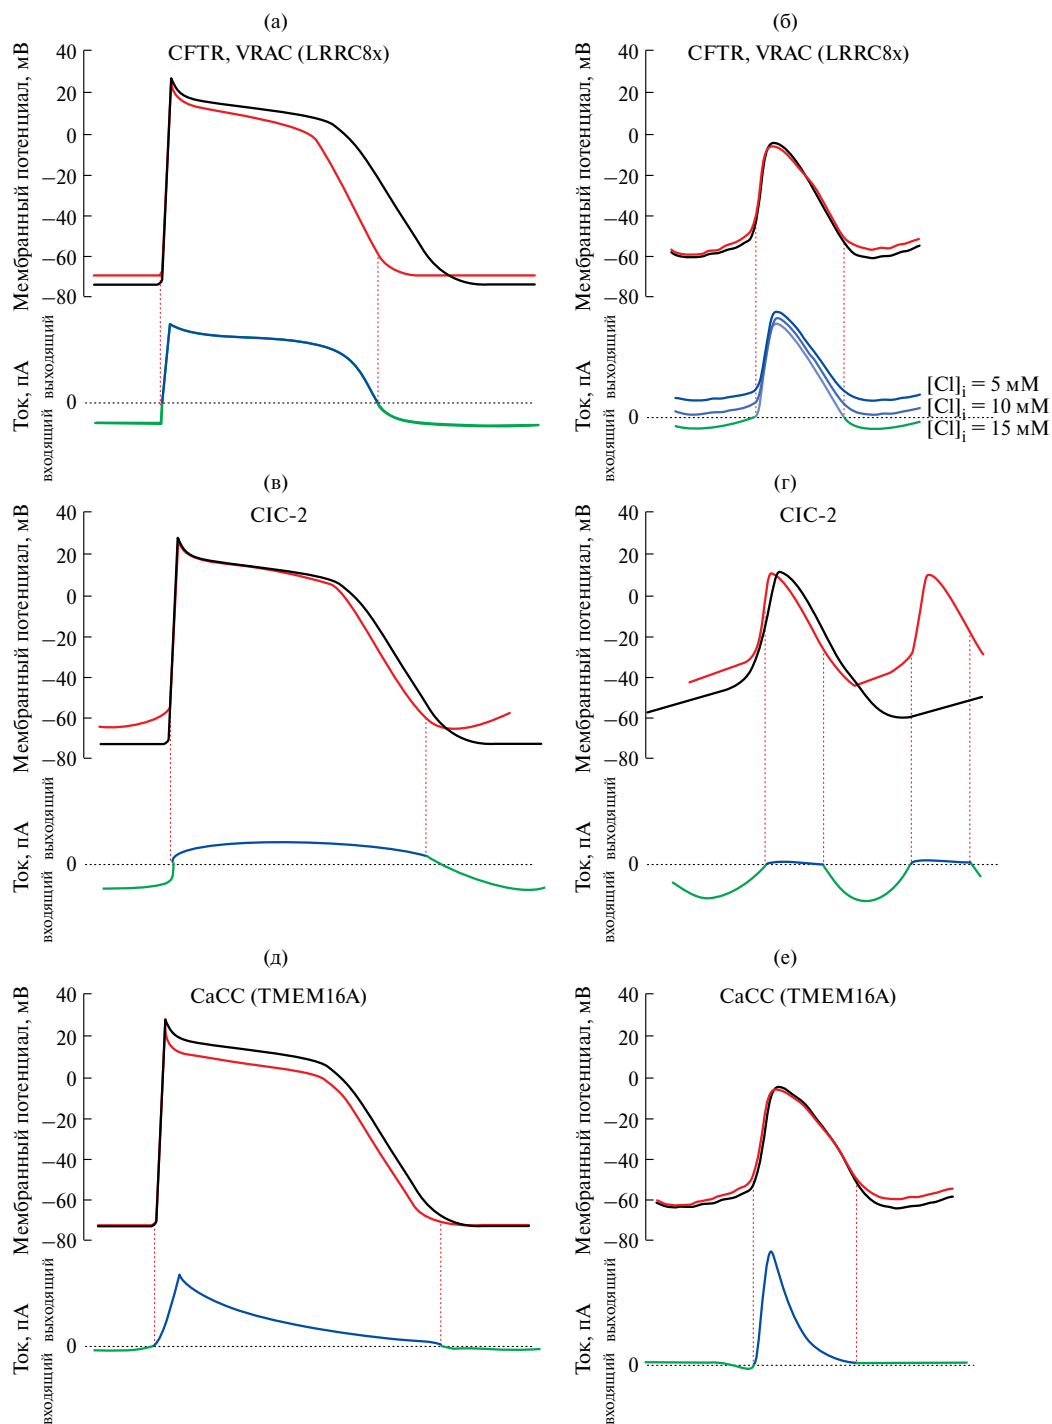 (а)
CFTR, VRAC (LRRC8x)
Мембранный потенциал, мВ
40
20
0
–20
–40
–60
–80
Ток, пА
входящий выходящий
0
(б)
CFTR, VRAC (LRRC8x)
Мембранный потенциал, мВ
40
20
0
–20
–40
–60
–80
Ток, пА
входящий выходящий
0
[Cl]i = 5 мМ
[Cl]i = 10 мМ
[Cl]i = 15 мМ
(в)
ClC-2
Мембранный потенциал, мВ
40
20
0
–20
–40
–60
–80
Ток, пА
входящий выходящий
0
(г)
ClC-2
Мембранный потенциал, мВ
40
20
0
–20
–40
–60
–80
Ток, пА
входящий выходящий
0
(д)
CaCC (TMEM16A)
Мембранный потенциал, мВ
40
20
0
–20
–40
–60
–80
Ток, пА
входящий выходящий
0
(е)
CaCC (TMEM16A)
Мембранный потенциал, мВ
40
20
0
–20
–40
–60
–80
Ток, пА
входящий выходящий
0